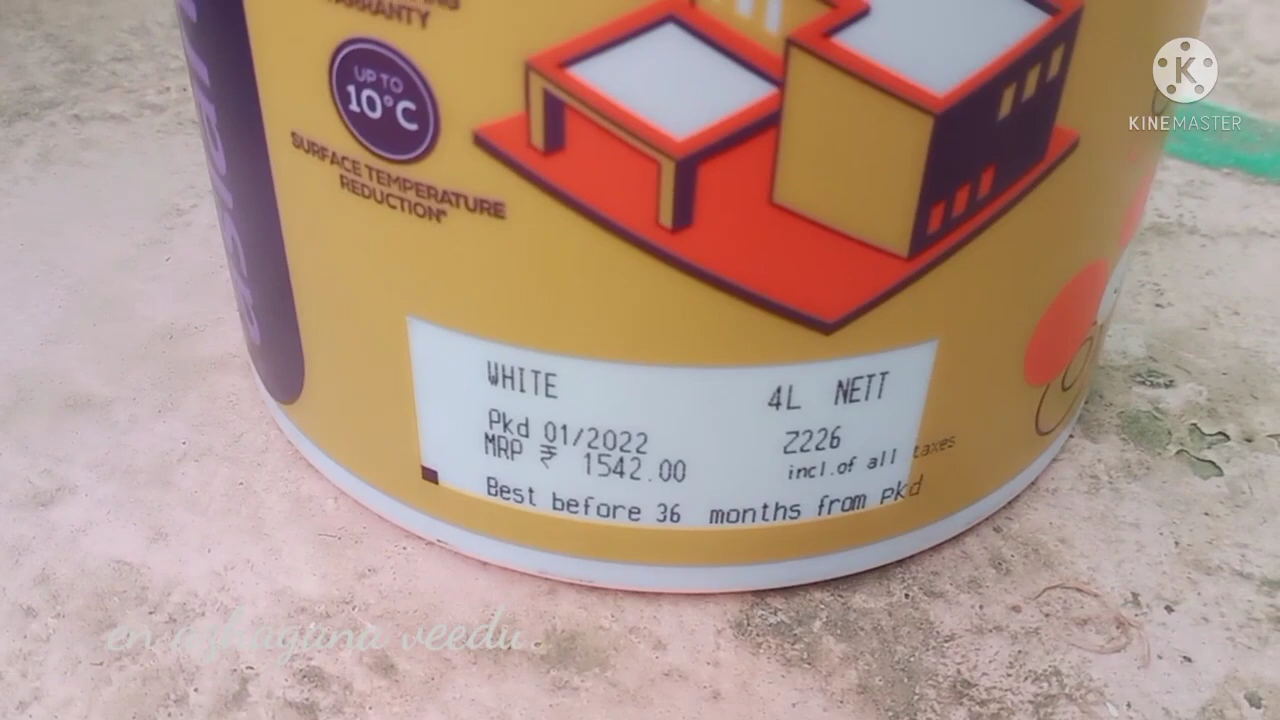 WARRANTY
UP TO
10°C
SURFACE TEMPERATURE
REDUCTION*
WHITE 4L NETT
Pkd 01/2022 Z226
MRP ₹ 1542.00 incl.of all taxes
Best before 36 months from pkd
KINEMASTER
en azhagana veedu..